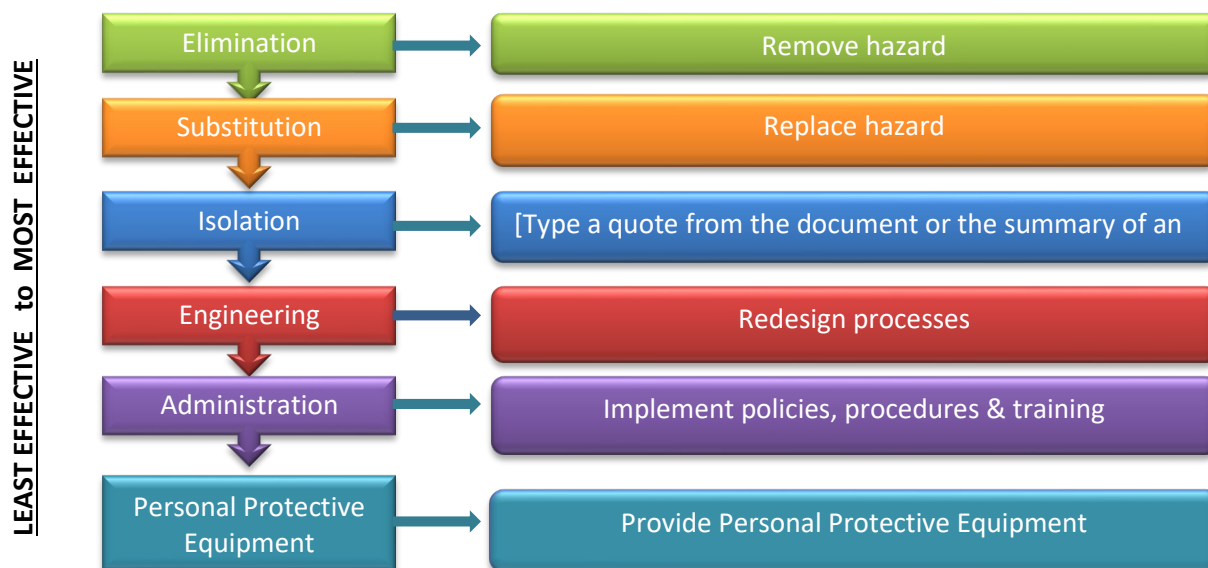 LEAST EFFECTIVE to MOST EFFECTIVE
Elimination
Remove hazard
Substitution
Replace hazard
Isolation
[Type a quote from the document or the summary of an
Engineering
Redesign processes
Administration
Implement policies, procedures & training
Personal Protective
Equipment
Provide Personal Protective Equipment